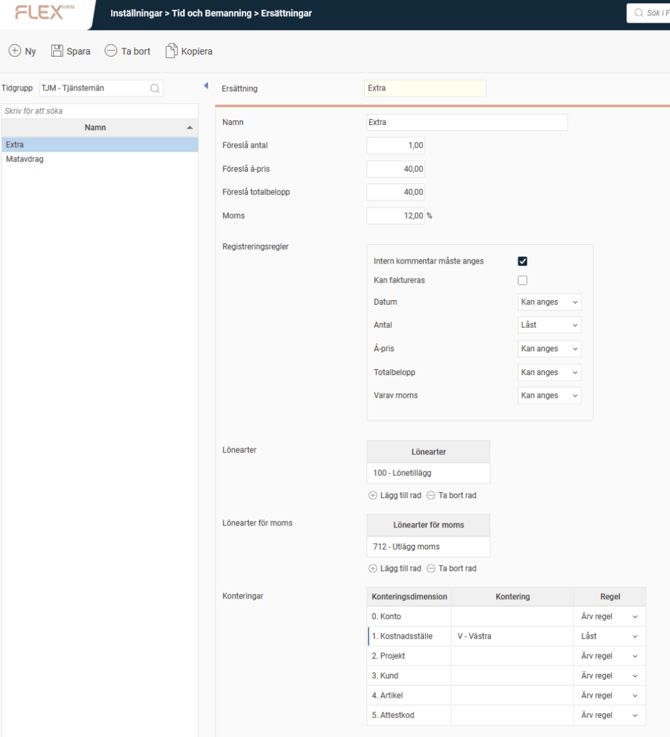 FLEX HRM
Inställningar > Tid och Bemanning > Ersättningar
Sök i F
Ny Spara Ta bort Kopiera
Tidgrupp TJM - Tjänstemän
Ersättning Extra
Skriv för att söka
Namn
Extra
Matavdrag
Namn Extra
Föreslå antal 1,00
Föreslå á-pris 40,00
Föreslå totalbelopp 40,00
Moms 12,00 %
Registreringsregler
Intern kommentar måste anges
Kan faktureras
Datum Kan anges
Antal Låst
Á-pris Kan anges
Totalbelopp Kan anges
Varav moms Kan anges
Lönearter
Lönearter
100 - Lönetillägg
Lägg till rad Ta bort rad
Lönearter för moms
Lönearter för moms
712 - Utlägg moms
Lägg till rad Ta bort rad
Konteringar
Konteringsdimension Kontering Regel
0. Konto Ärv regel
1. Kostnadsställe V - Västra Låst
2. Projekt Ärv regel
3. Kund Ärv regel
4. Artikel Ärv regel
5. Attestkod Ärv regel